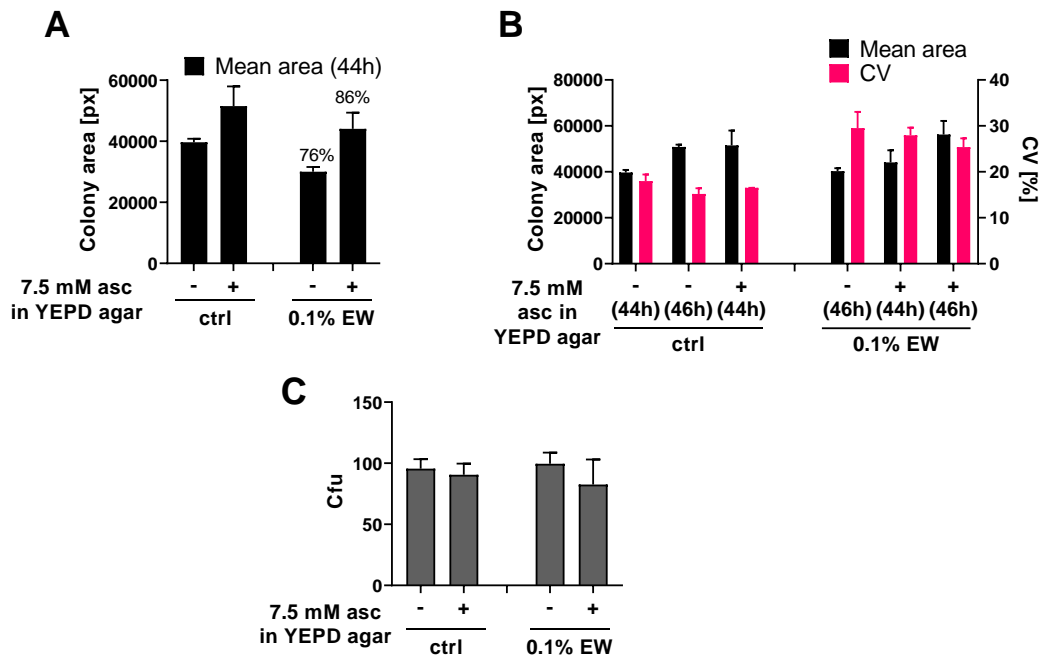 A
Mean area (44h)
60000
40000
20000
0
Colony area [px]
76%
86%
- + - +
7.5 mM asc
in YEPD agar
ctrl
0.1% EW
B
Mean area
CV
80000
60000
40000
20000
0
Colony area [px]
40
30
20
10
0
CV [%]
- - + - + +
7.5 mM
asc in
YEPD agar
(44h) (46h) (44h) (46h) (44h) (46h)
ctrl
0.1% EW
C
150
100
50
0
Cfu
- + - +
7.5 mM asc
in YEPD agar
ctrl
0.1% EW